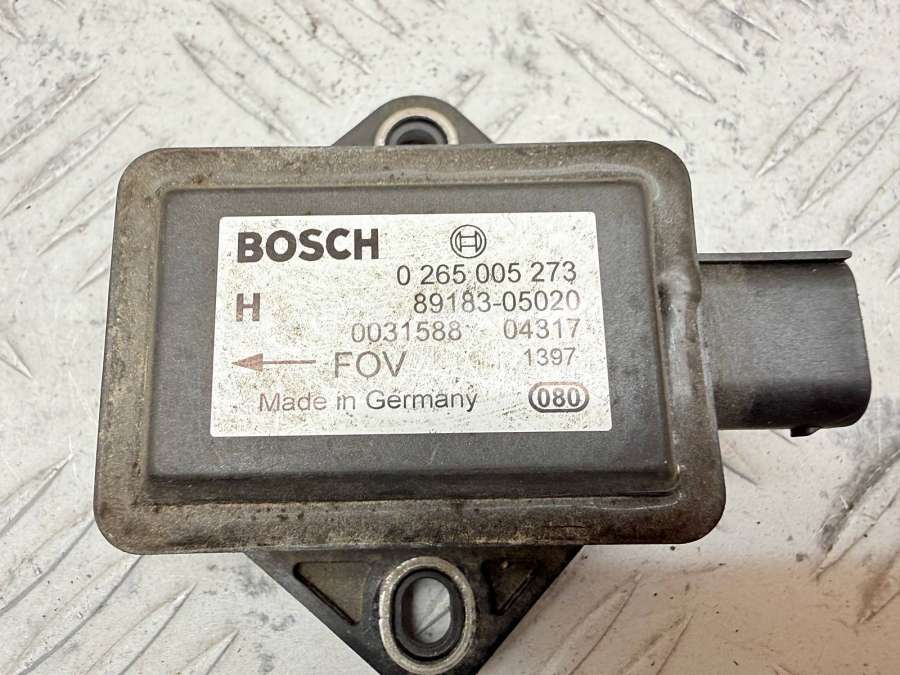 BOSCH
0 265 005 273
H 89183-05020
0031588 04317
FOV 1397
Made in Germany 080